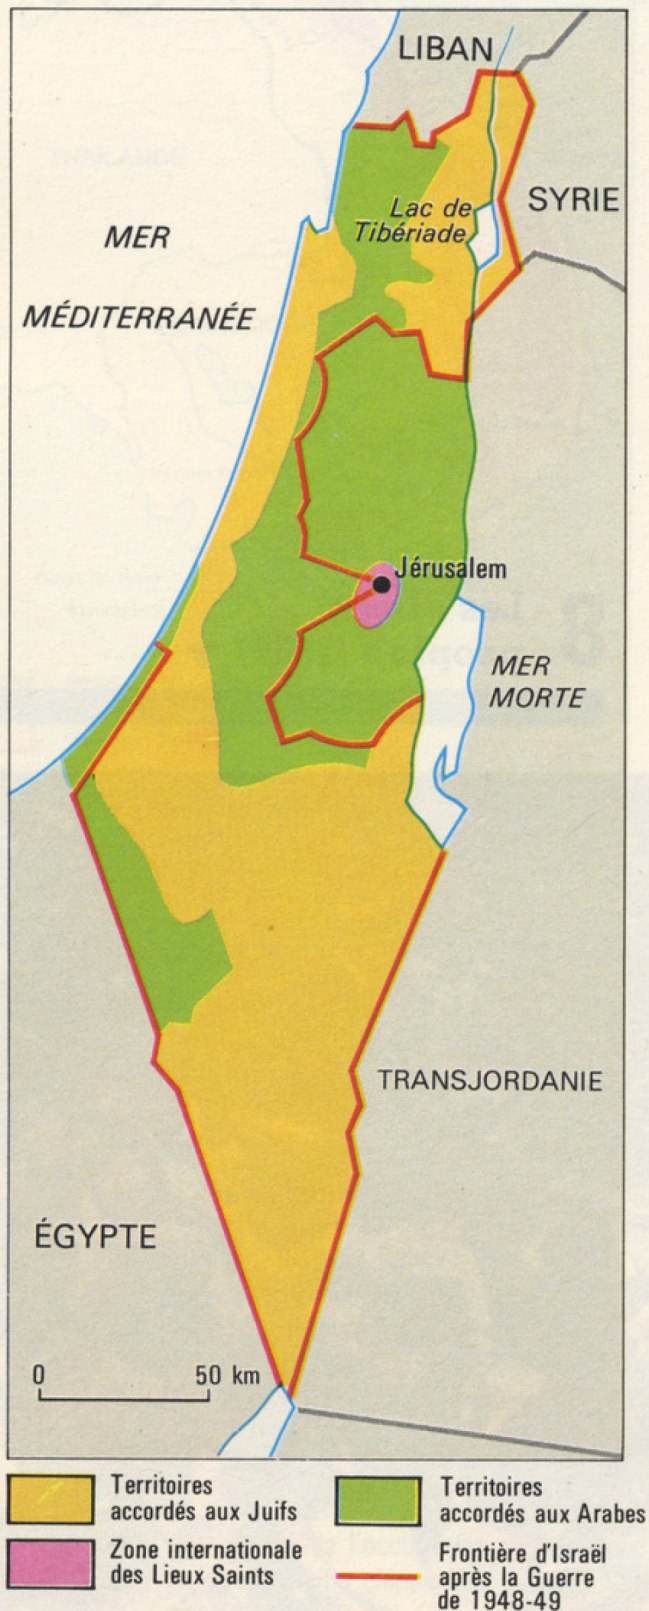 LIBAN
SYRIE
Lac de
Tibériade
MER
MÉDITERRANÉE
Jérusalem
MER
MORTE
TRANSJORDANIE
ÉGYPTE
0 50 km
Territoires
accordés aux Juifs
Territoires
accordés aux Arabes
Zone internationale
des Lieux Saints
Frontière d'Israël
après la Guerre
de 1948-49